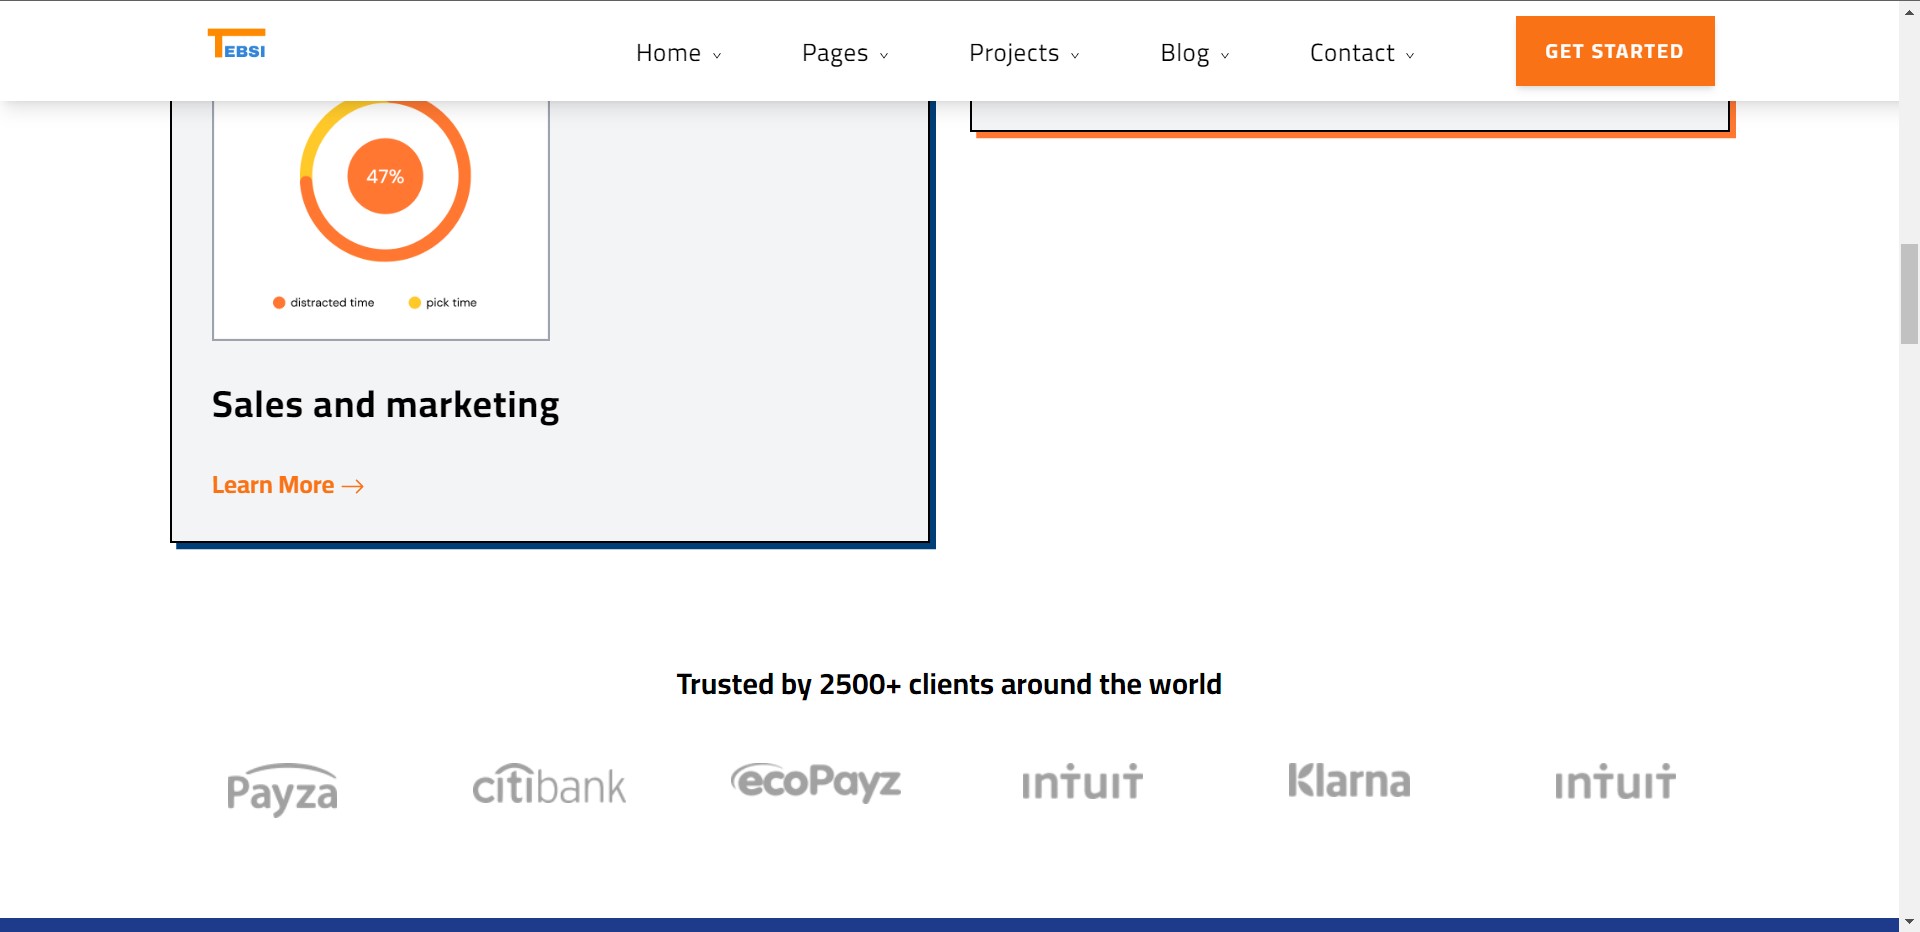 TEBSI
Home Pages Projects Blog Contact GET STARTED
47%
distracted time pick time
Sales and marketing
Learn More →
Trusted by 2500+ clients around the world
Payza citibank ecoPayz intuit Klarna intuit